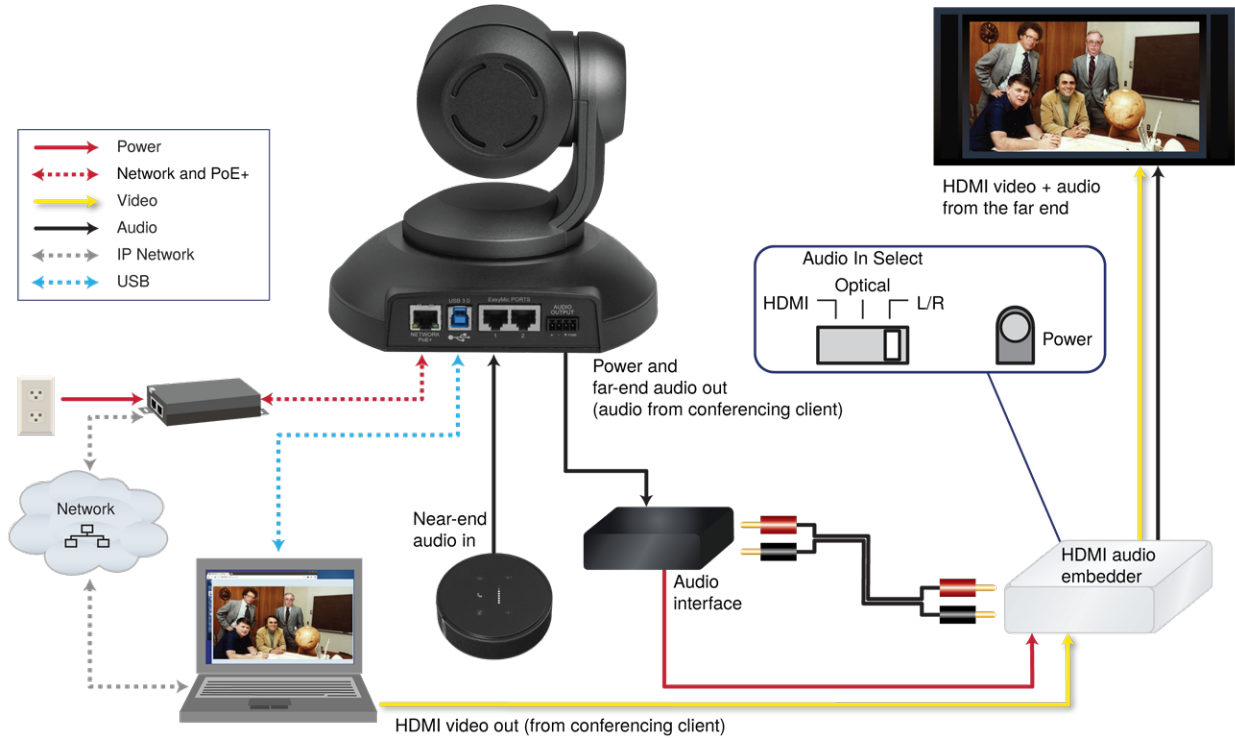 Power
Network and PoE+
Video
Audio
IP Network
USB
HDMI video + audio
from the far end
Audio In Select
Optical
HDMI
L/R
Power
USB 3.0
EasyMic PORTS
AUDIO
OUTPUT
NETWORK
PoE+
1
2
Power and
far-end audio out
(audio from conferencing client)
Network
Near-end
audio in
Audio
interface
HDMI audio
embedder
HDMI video out (from conferencing client)